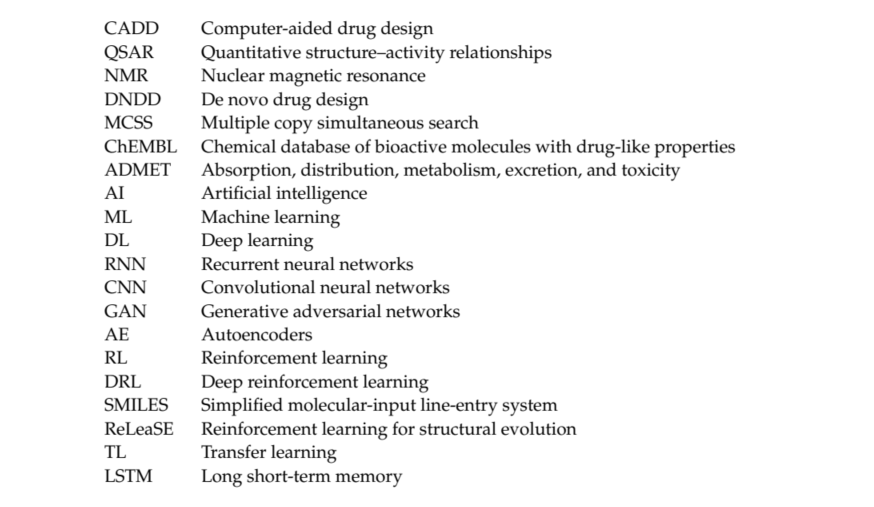 CADD Computer-aided drug design
QSAR Quantitative structure–activity relationships
NMR Nuclear magnetic resonance
DNDD De novo drug design
MCSS Multiple copy simultaneous search
ChEMBL Chemical database of bioactive molecules with drug-like properties
ADMET Absorption, distribution, metabolism, excretion, and toxicity
AI Artificial intelligence
ML Machine learning
DL Deep learning
RNN Recurrent neural networks
CNN Convolutional neural networks
GAN Generative adversarial networks
AE Autoencoders
RL Reinforcement learning
DRL Deep reinforcement learning
SMILES Simplified molecular-input line-entry system
ReLeaSE Reinforcement learning for structural evolution
TL Transfer learning
LSTM Long short-term memory